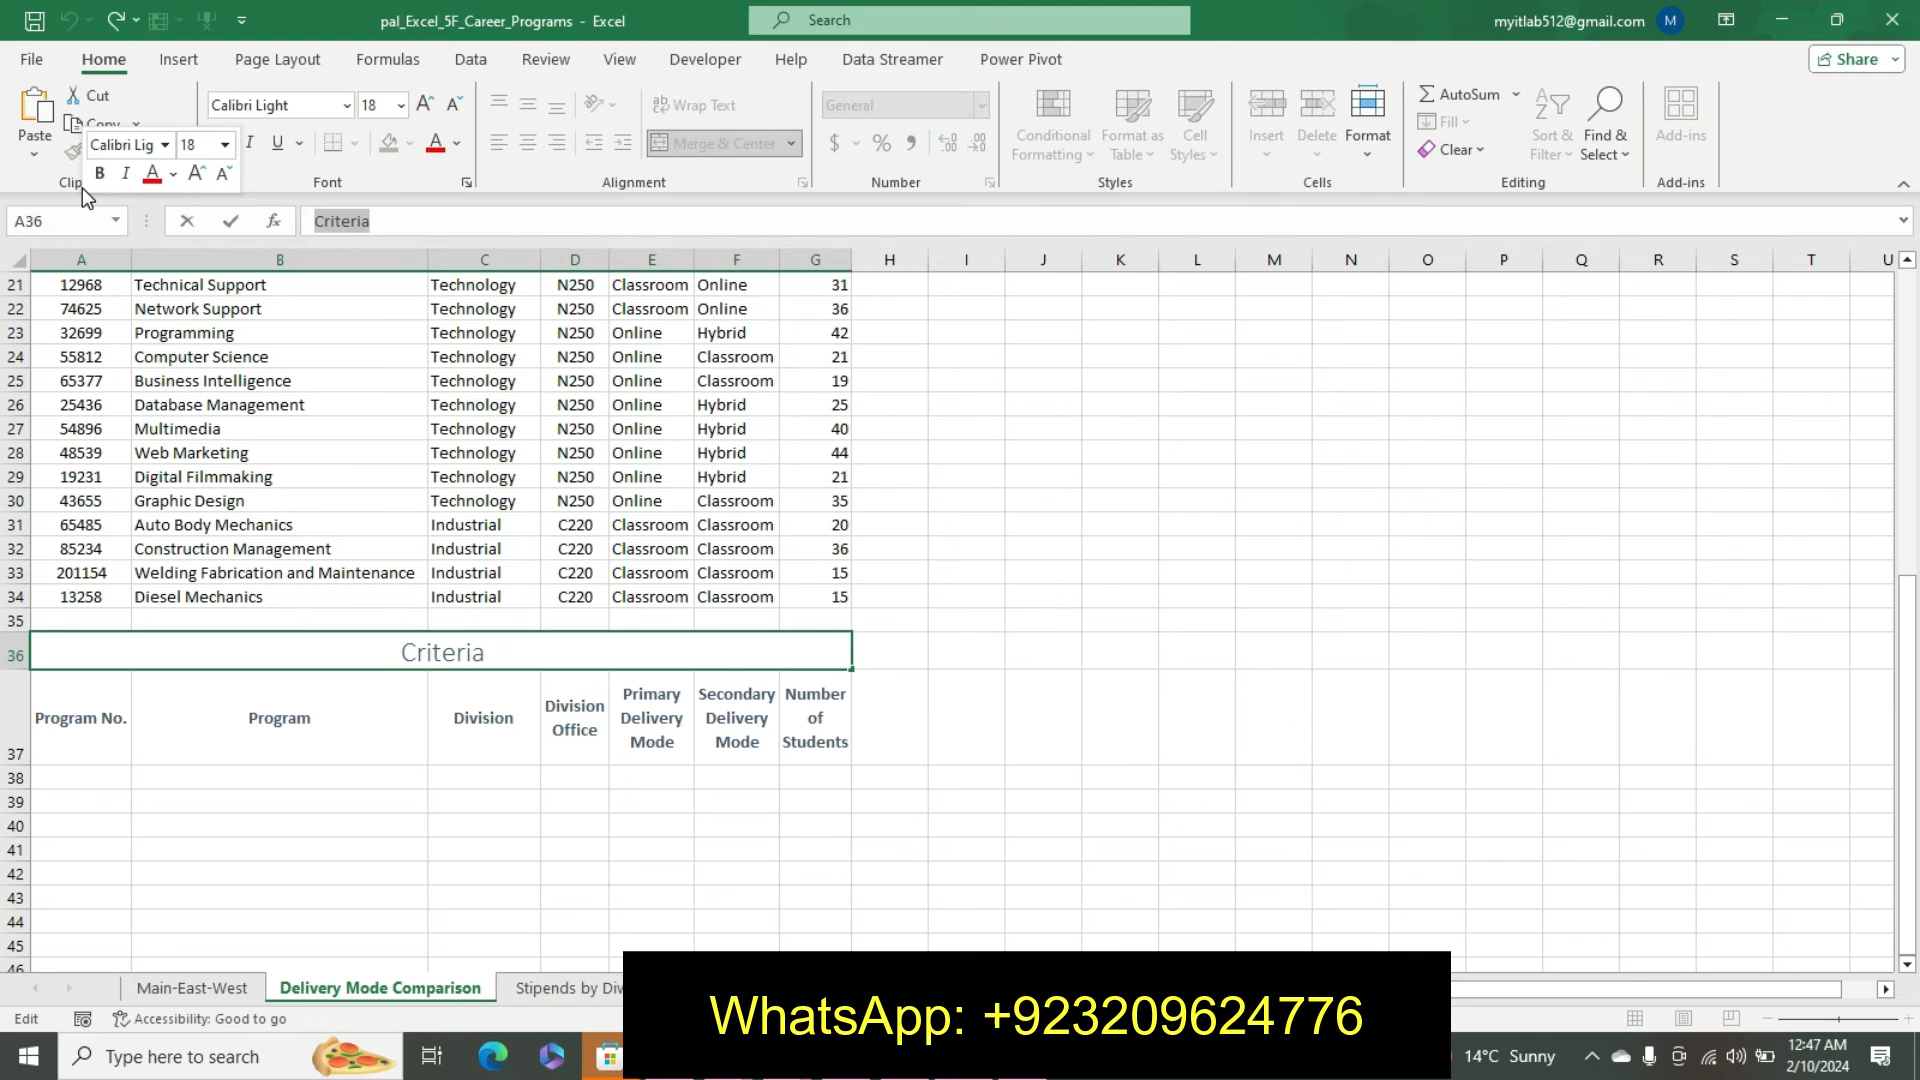 pal_Excel_5F_Career_Programs - Excel
Search
myitlab512@gmail.com
M
File Home Insert Page Layout Formulas Data Review View Developer Help Data Streamer Power Pivot
Share
Paste
Cut
Copy
Calibri Light 18
Wrap Text
Merge & Center
General
Conditional Formatting
Format as Table
Cell Styles
Insert
Delete
Format
AutoSum
Fill
Clear
Sort & Filter
Find & Select
Add-ins
Calibri Lig 18
Clip
Font
Alignment
Number
Styles
Cells
Editing
Add-ins
A36
Criteria
A B C D E F G H I J K L M N O P Q R S T U
21 12968 Technical Support Technology N250 Classroom Online 31
22 74625 Network Support Technology N250 Classroom Online 36
23 32699 Programming Technology N250 Online Hybrid 42
24 55812 Computer Science Technology N250 Online Classroom 21
25 65377 Business Intelligence Technology N250 Online Classroom 19
26 25436 Database Management Technology N250 Online Hybrid 25
27 54896 Multimedia Technology N250 Online Hybrid 40
28 48539 Web Marketing Technology N250 Online Hybrid 44
29 19231 Digital Filmmaking Technology N250 Online Hybrid 21
30 43655 Graphic Design Technology N250 Online Classroom 35
31 65485 Auto Body Mechanics Industrial C220 Classroom Classroom 20
32 85234 Construction Management Industrial C220 Classroom Classroom 36
33 201154 Welding Fabrication and Maintenance Industrial C220 Classroom Classroom 15
34 13258 Diesel Mechanics Industrial C220 Classroom Classroom 15
35
36 Criteria
37 Program No. Program Division Division Office Primary Delivery Mode Secondary Delivery Mode Number of Students
38
39
40
41
42
43
44
45
46
Main-East-West Delivery Mode Comparison Stipends by Div
WhatsApp: +923209624776
Edit
Accessibility: Good to go
Type here to search
14°C Sunny
12:47 AM
2/10/2024